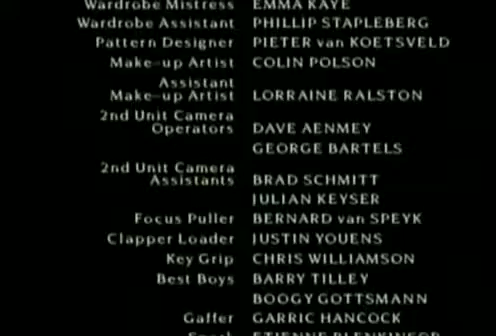 Wardrobe Mistress EMMA KAYE
Wardrobe Assistant PHILLIP STAPLEBERG
Pattern Designer PIETER van KOETSVELD
Make-up Artist COLIN POLSON
Assistant
Make-up Artist LORRAINE RALSTON
2nd Unit Camera
Operators DAVE AENMEY
GEORGE BARTELS
2nd Unit Camera
Assistants BRAD SCHMITT
JULIAN KEYSER
Focus Puller BERNARD van SPEYK
Clapper Loader JUSTIN YOUENS
Key Grip CHRIS WILLIAMSON
Best Boys BARRY TILLEY
BOOGY GOTTSMANN
Gaffer GARRIC HANCOCK
ETIENNE BLENKINSOP